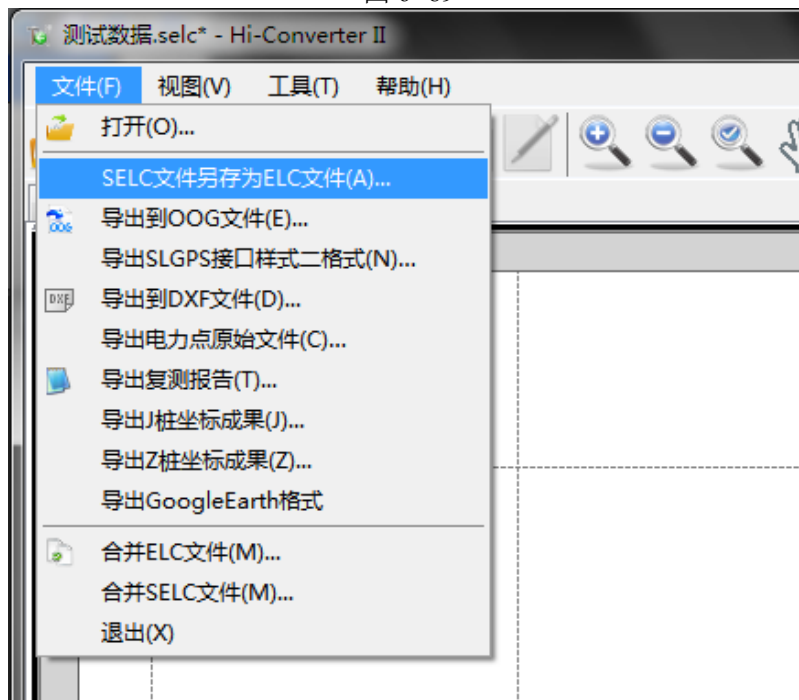 测试数据.selc* - Hi-Converter II
文件(F) 视图(V) 工具(T) 帮助(H)
打开(O)...
SELC文件另存为ELC文件(A)...
OOG
导出到OOG文件(E)...
导出SLGPS接口样式二格式(N)...
DXF
导出到DXF文件(D)...
导出电力点原始文件(C)...
导出复测报告(T)...
导出J桩坐标成果(J)...
导出Z桩坐标成果(Z)...
导出GoogleEarth格式
合并ELC文件(M)...
合并SELC文件(M)...
退出(X)